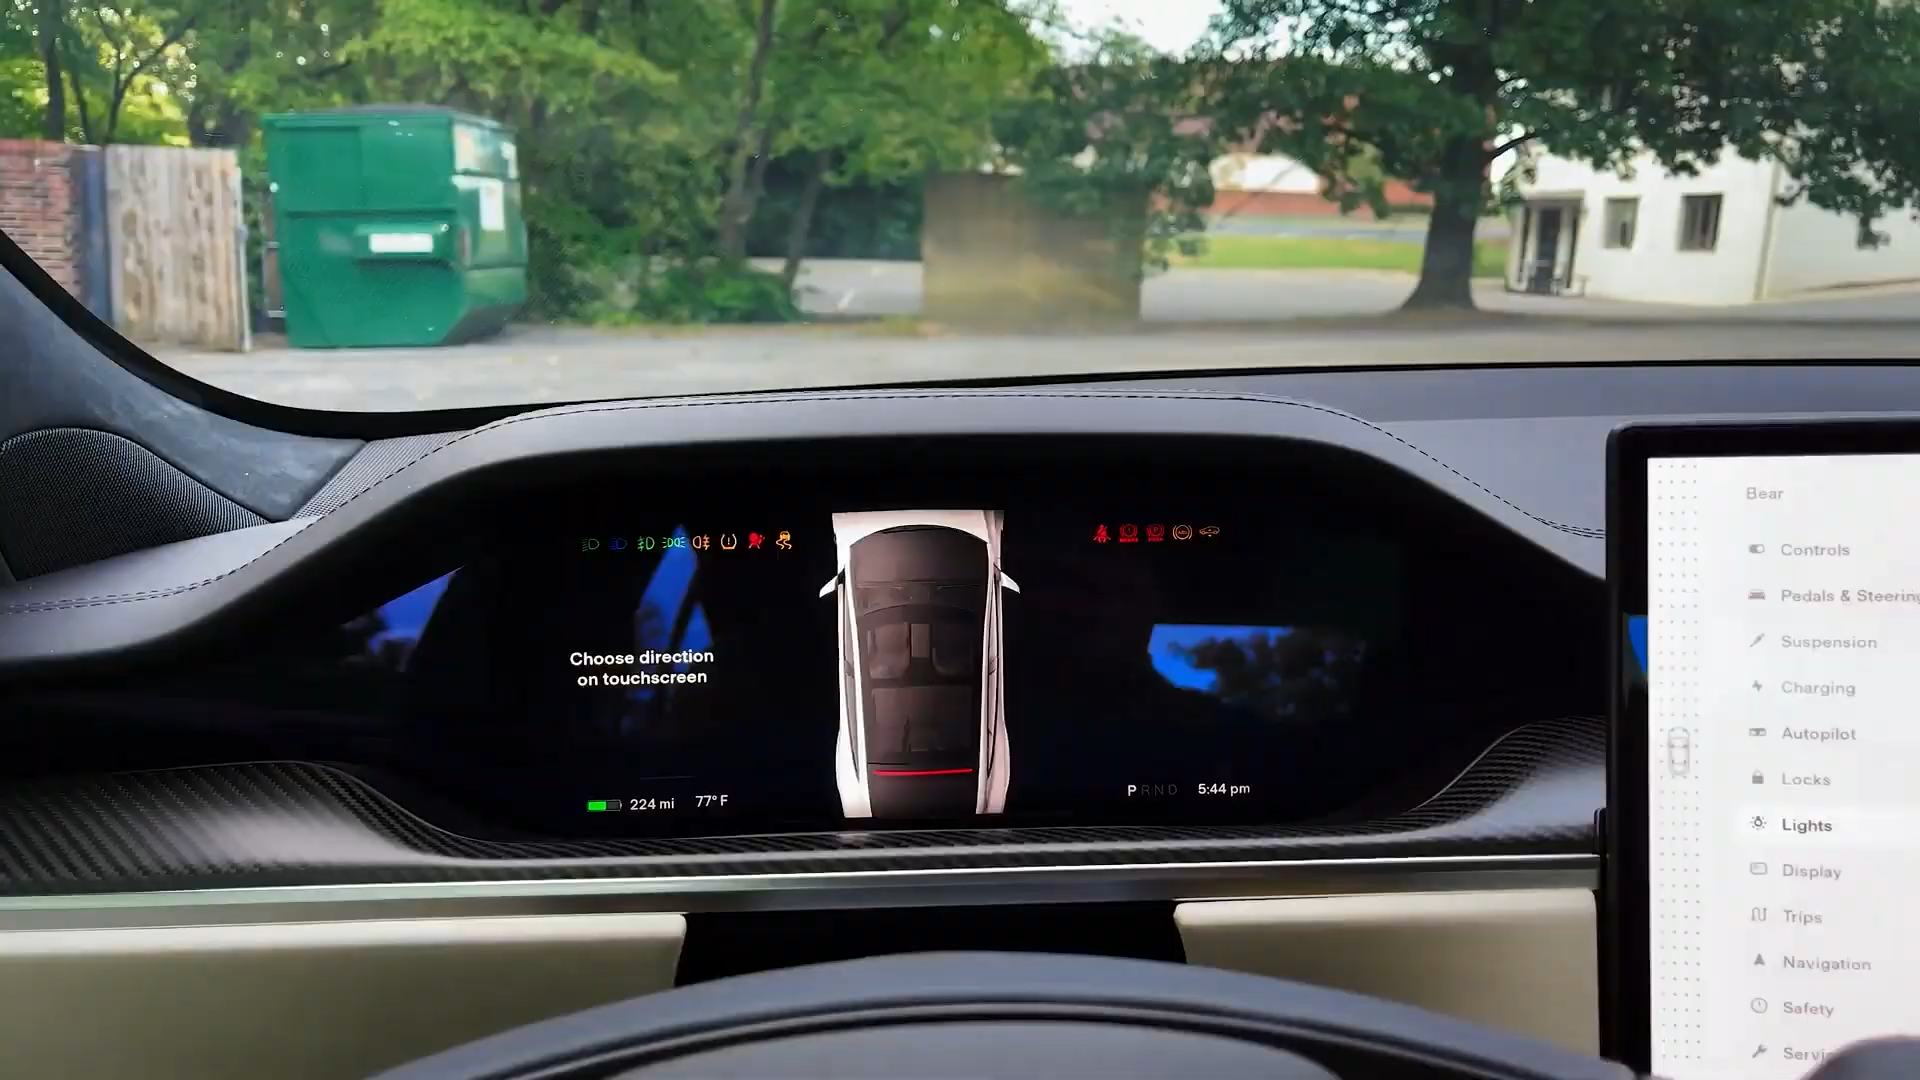 Choose direction
on touchscreen
224 mi 77°F
P R N D 5:44 pm
Bear
Controls
Pedals & Steering
Suspension
Charging
Autopilot
Locks
Lights
Display
Trips
Navigation
Safety